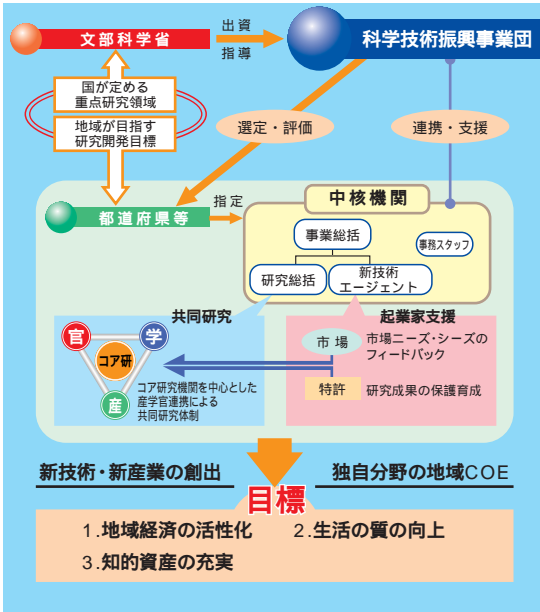 文部科学省
出資
指導
科学技術振興事業団
国が定める
重点研究領域
地域が目指す
研究開発目標
選定・評価
連携・支援
都道府県等
指定
中核機関
事業総括
事務スタッフ
研究総括
新技術
エージェント
共同研究
起業家支援
官
学
コア研
産
コア研究機関を中心とした
産学官連携による
共同研究体制
市場
市場ニーズ・シーズの
フィードバック
特許
研究成果の保護育成
新技術・新産業の創出
独自分野の地域COE
目標
1.地域経済の活性化
2.生活の質の向上
3.知的資産の充実